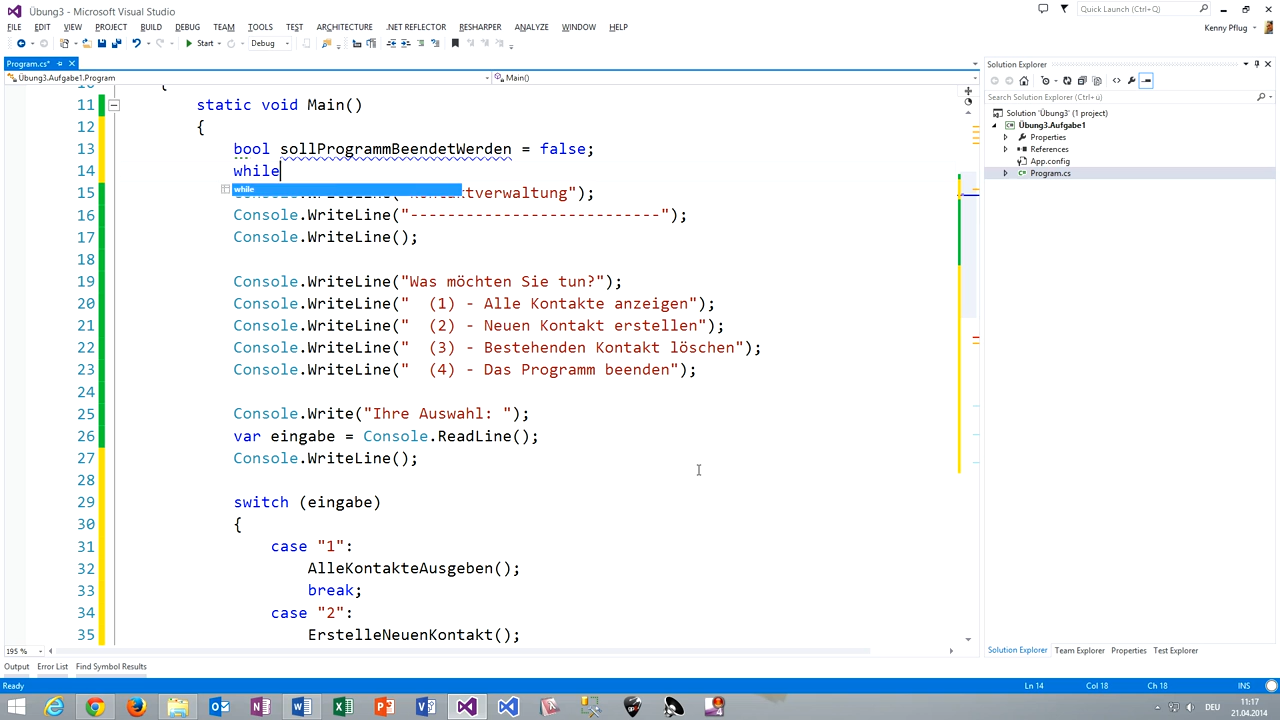 Übung3 - Microsoft Visual Studio
Quick Launch (Ctrl+Q)
FILE EDIT VIEW PROJECT BUILD DEBUG TEAM TOOLS TEST ARCHITECTURE .NET REFLECTOR RESHARPER ANALYZE WINDOW HELP
Kenny Pflug
Start Debug
Program.cs*
Übung3.Aufgabe1.Program
Main()
11 static void Main()
12 {
13 bool sollProgrammBeendetWerden = false;
14 while
while
15 ontaktverwaltung");
16 Console.WriteLine("---------------------------");
17 Console.WriteLine();
18
19 Console.WriteLine("Was möchten Sie tun?");
20 Console.WriteLine("  (1) - Alle Kontakte anzeigen");
21 Console.WriteLine("  (2) - Neuen Kontakt erstellen");
22 Console.WriteLine("  (3) - Bestehenden Kontakt löschen");
23 Console.WriteLine("  (4) - Das Programm beenden");
24
25 Console.Write("Ihre Auswahl: ");
26 var eingabe = Console.ReadLine();
27 Console.WriteLine();
28
29 switch (eingabe)
30 {
31 case "1":
32 AlleKontakteAusgeben();
33 break;
34 case "2":
35 ErstelleNeuenKontakt();
195 %
Solution Explorer
Search Solution Explorer (Ctrl+ü)
Solution 'Übung3' (1 project)
Übung3.Aufgabe1
Properties
References
App.config
Program.cs
Solution Explorer Team Explorer Properties Test Explorer
Output Error List Find Symbol Results
Ready Ln 14 Col 18 Ch 18 INS
DEU
11:17
21.04.2014